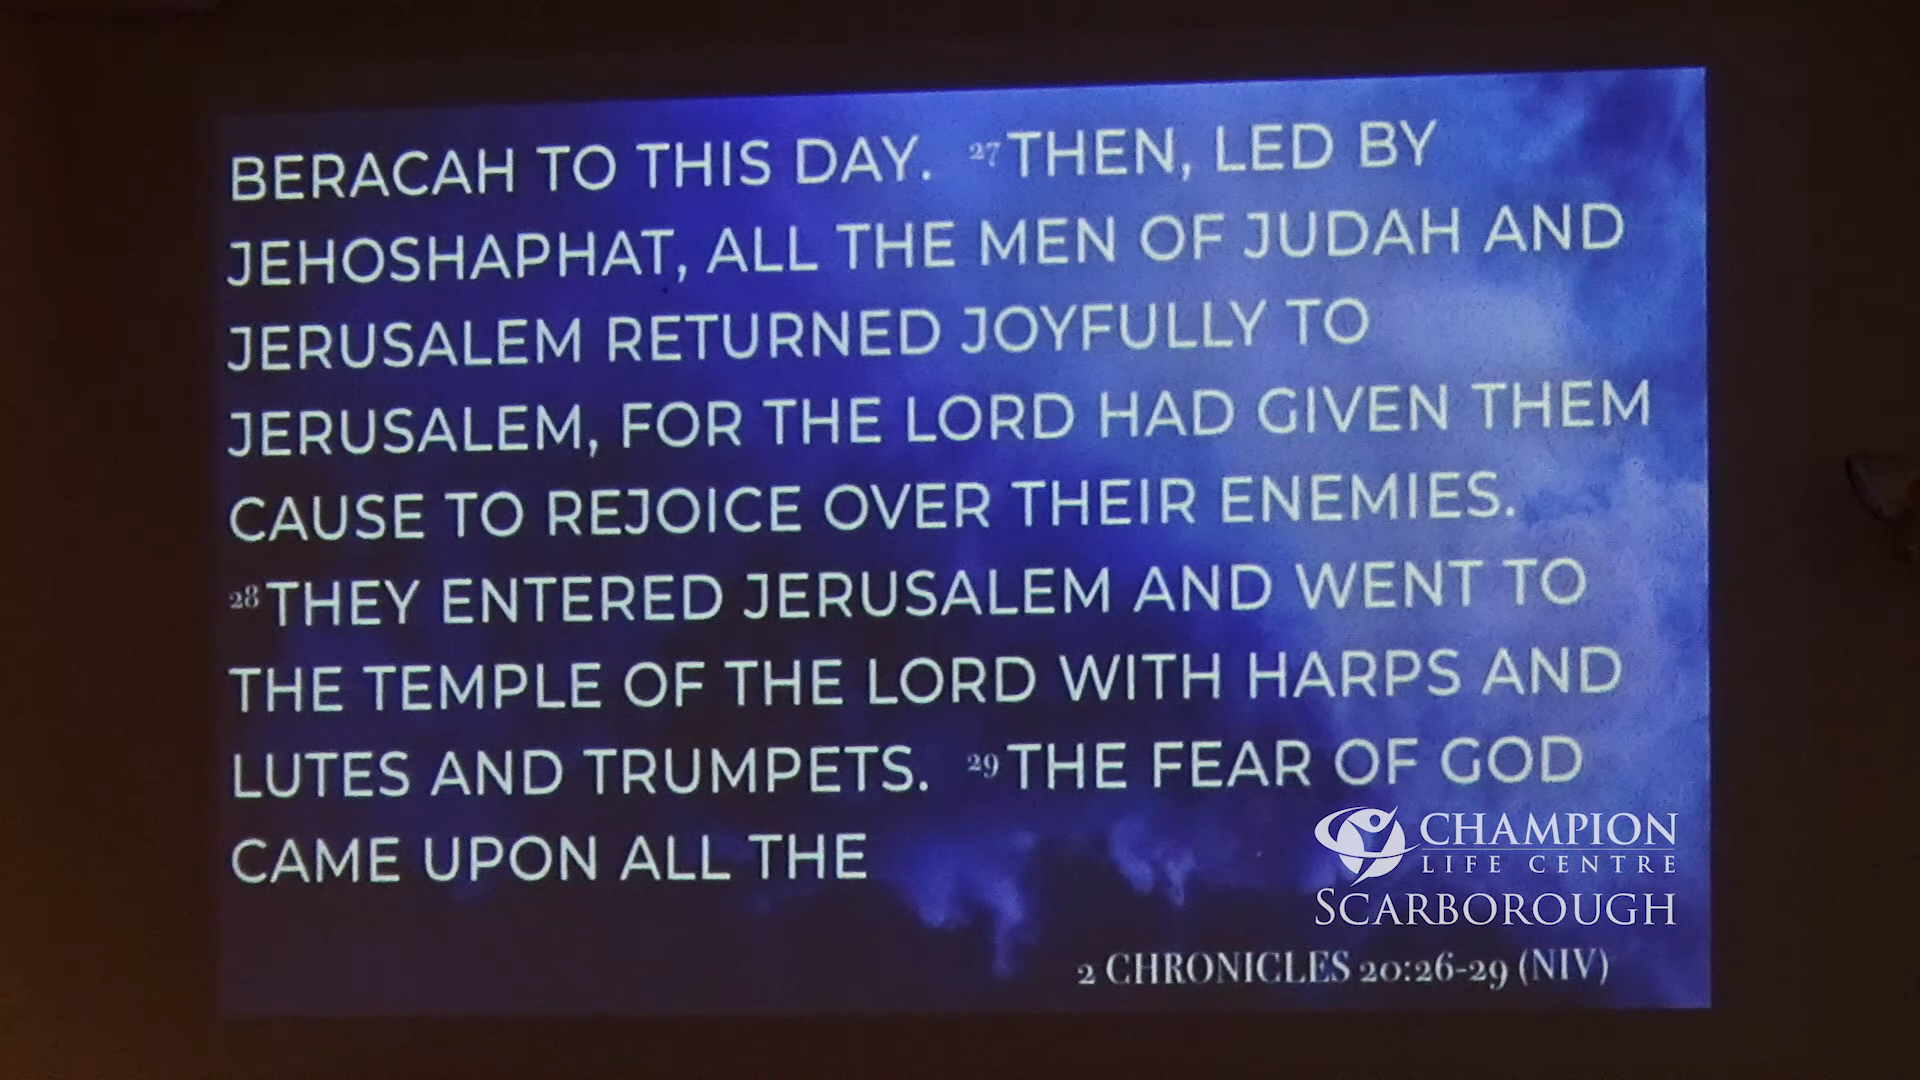 BERACAH TO THIS DAY. 27 THEN, LED BY
JEHOSHAPHAT, ALL THE MEN OF JUDAH AND
JERUSALEM RETURNED JOYFULLY TO
JERUSALEM, FOR THE LORD HAD GIVEN THEM
CAUSE TO REJOICE OVER THEIR ENEMIES.
28 THEY ENTERED JERUSALEM AND WENT TO
THE TEMPLE OF THE LORD WITH HARPS AND
LUTES AND TRUMPETS. 29 THE FEAR OF GOD
CAME UPON ALL THE
CHAMPION
LIFE CENTRE
SCARBOROUGH
2 CHRONICLES 20:26-29 (NIV)